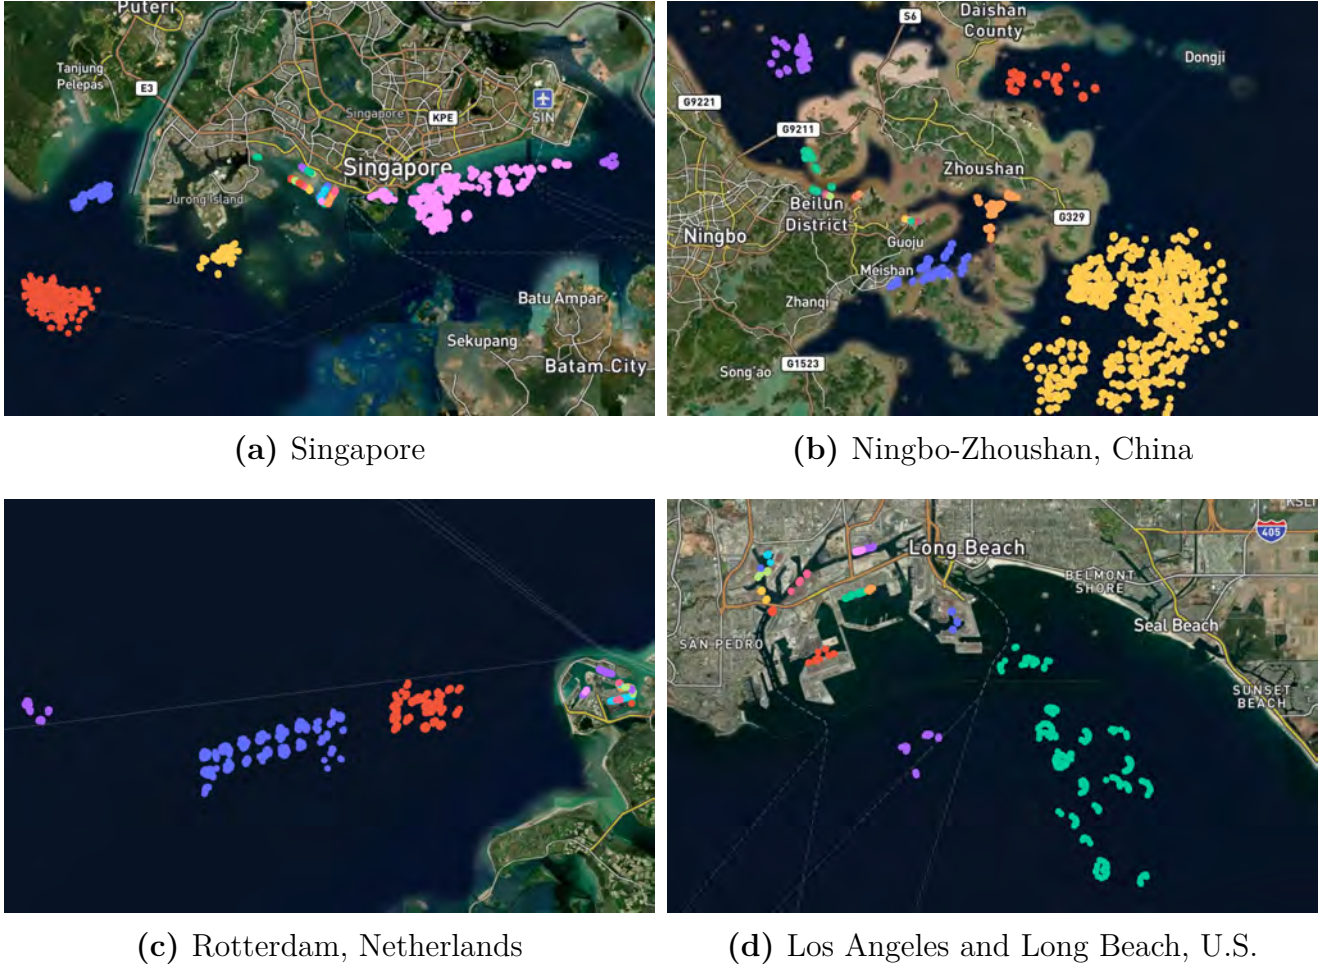 Puteri
Tanjung
Pelepas
E3
Singapore
KPE
SIN
Singapore
Jurong Island
Batu Ampar
Sekupang
Batam City
(a) Singapore
S6
Daishan
County
Dongji
G9221
G9211
Zhoushan
Beilun
District
G329
Ningbo
Guoju
Meishan
Zhanqi
G1523
Song'ao
(b) Ningbo-Zhoushan, China
(c) Rotterdam, Netherlands
405
Long Beach
BELMONT
SHORE
SAN PEDRO
Seal Beach
SUNSET
BEACH
(d) Los Angeles and Long Beach, U.S.